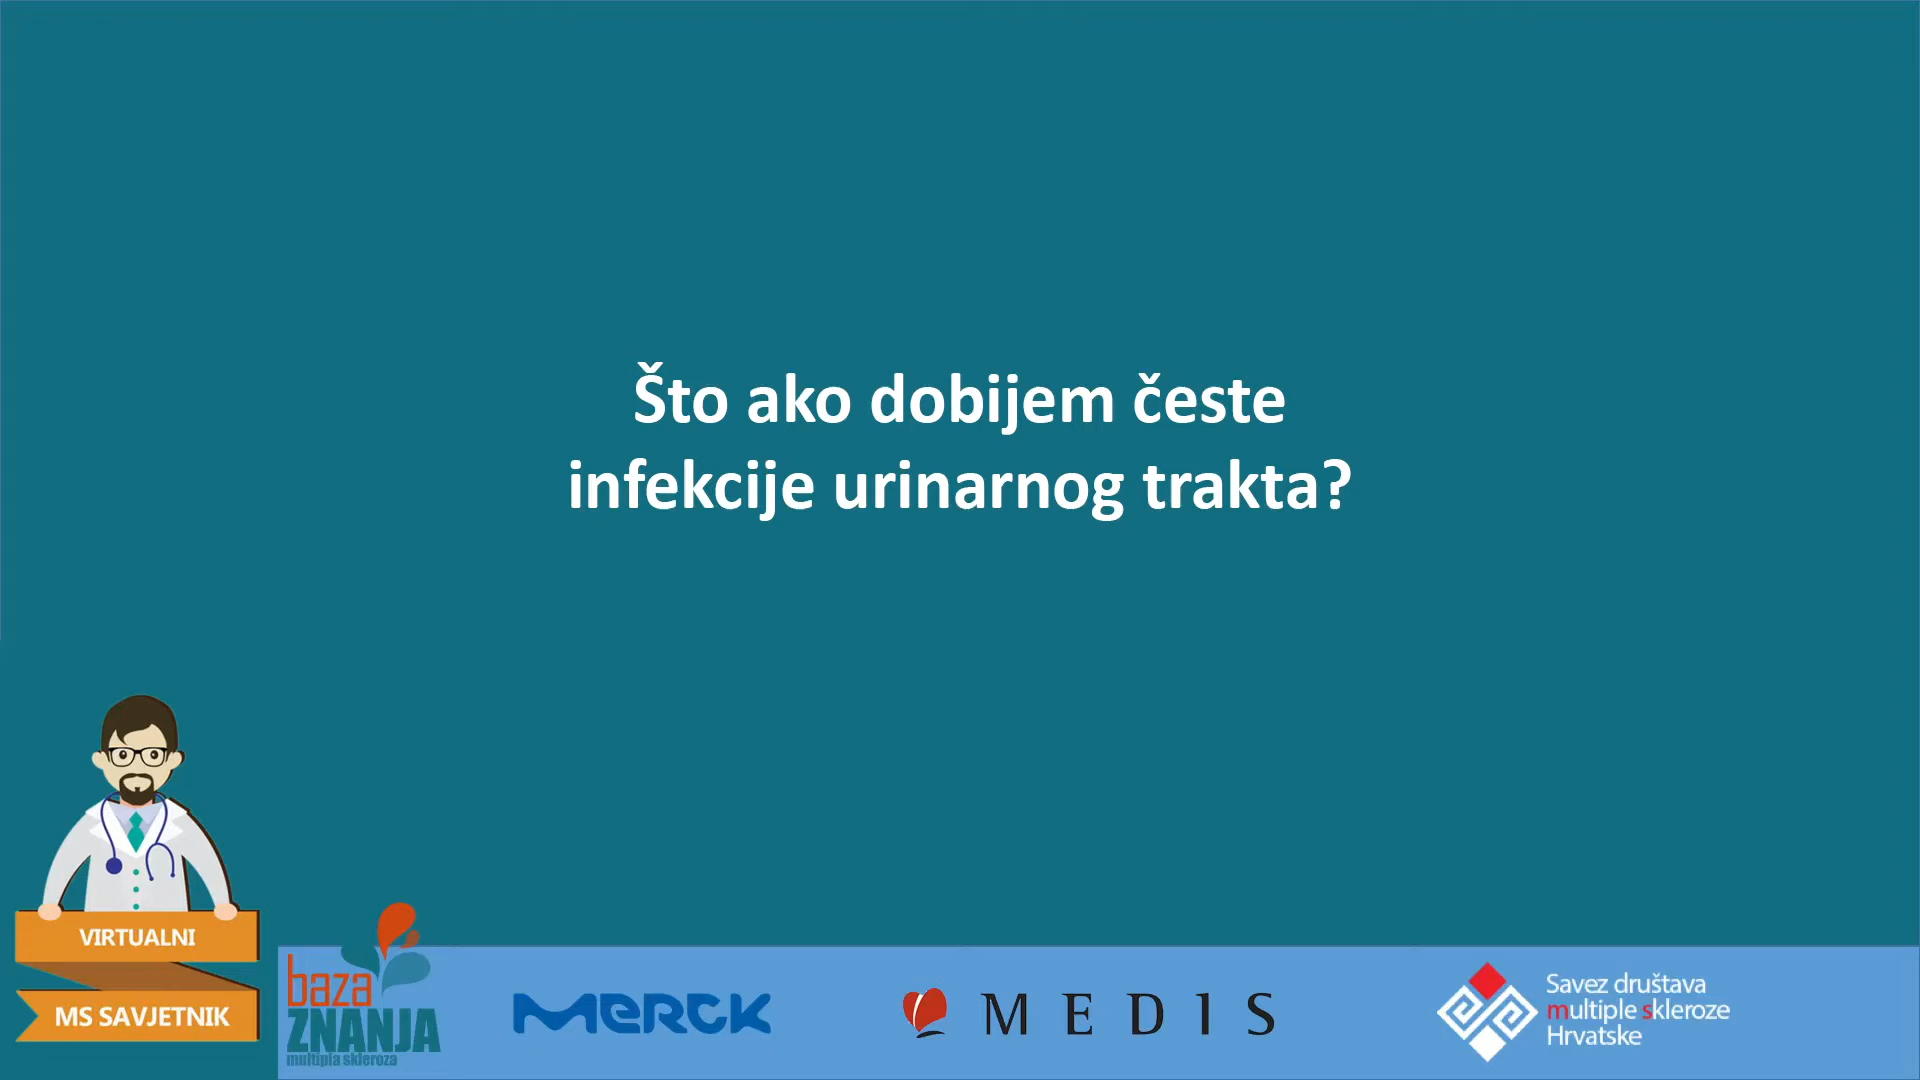 Što ako dobijem česte
infekcije urinarnog trakta?
VIRTUALNI
MS SAVJETNIK
baza
ZNANJA
multipla skleroza
MERCK
MEDIS
Savez društava
multiple skleroze
Hrvatske